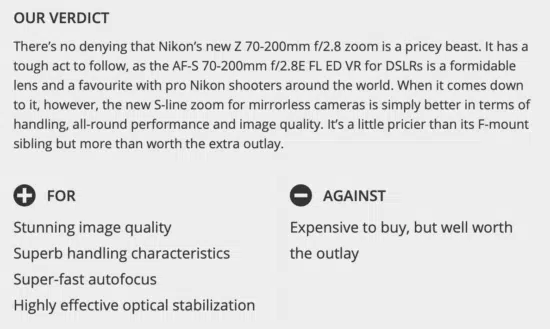 OUR VERDICT
There’s no denying that Nikon’s new Z 70-200mm f/2.8 zoom is a pricey beast. It has a
tough act to follow, as the AF-S 70-200mm f/2.8E FL ED VR for DSLRs is a formidable
lens and a favourite with pro Nikon shooters around the world. When it comes down
to it, however, the new S-line zoom for mirrorless cameras is simply better in terms of
handling, all-round performance and image quality. It’s a little pricier than its F-mount
sibling but more than worth the extra outlay.
FOR
Stunning image quality
Superb handling characteristics
Super-fast autofocus
Highly effective optical stabilization
AGAINST
Expensive to buy, but well worth
the outlay